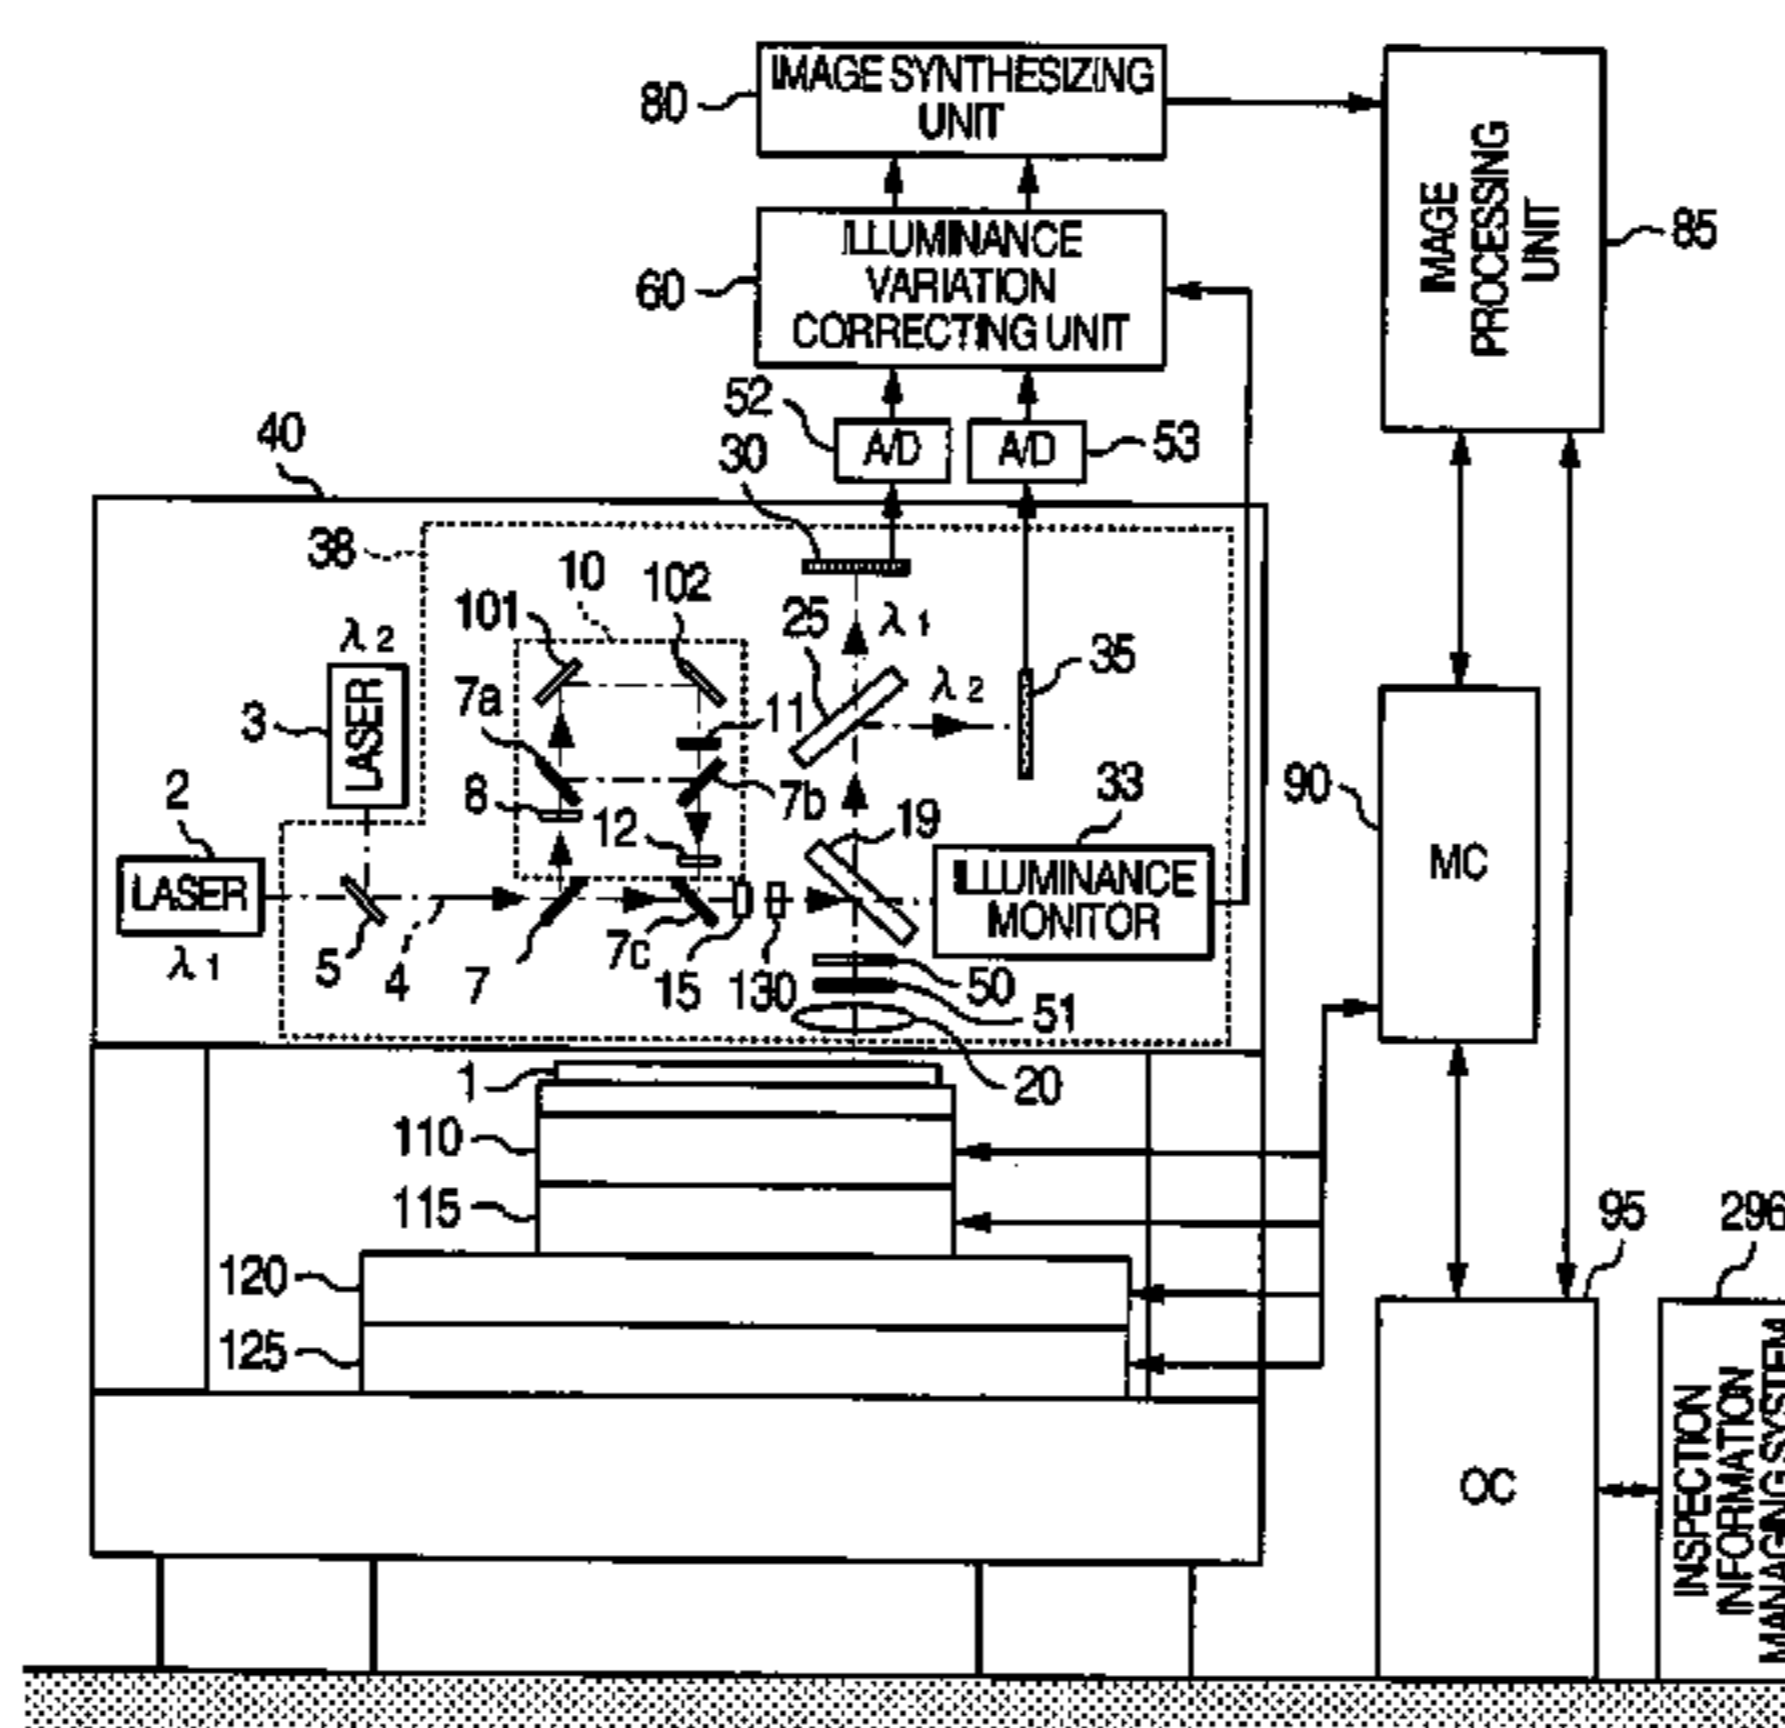 80
IMAGE SYNTHESIZING
UNIT
IMAGE
PROCESSING
UNIT
85
60
ILLUMINANCE
VARIATION
CORRECTING UNIT
52
A/D
A/D
53
40
30
38
10
102
101
25
λ1
λ2
35
λ2
3
LASER
7a
11
8
7b
12
19
33
ILLUMINANCE
MONITOR
90
MC
2
LASER
λ1
5
4
7
7c
15
130
50
51
20
1
110
115
120
125
95
OC
296
INSPECTION
INFORMATION
MANAGING SYSTEM